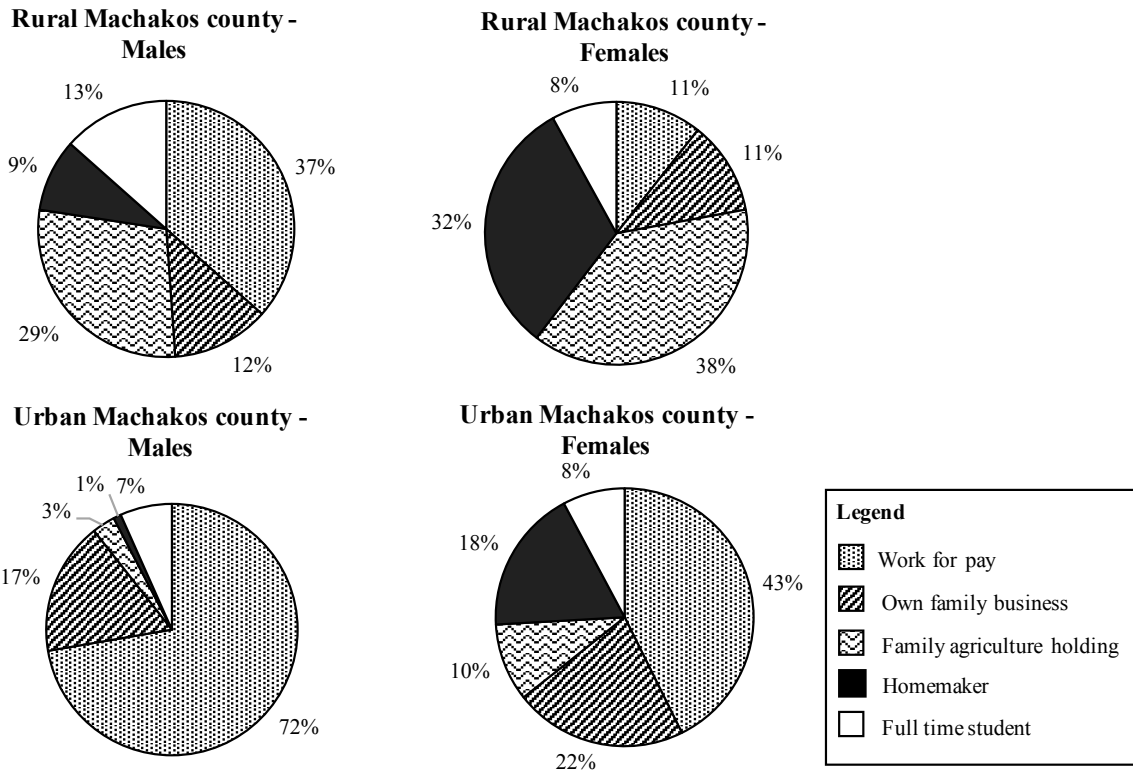 Rural Machakos county -
Males
13%
9%
37%
29%
12%
Rural Machakos county -
Females
8%
11%
11%
32%
38%
Urban Machakos county -
Males
1%
7%
3%
17%
72%
Urban Machakos county -
Females
8%
18%
43%
10%
22%
Legend
Work for pay
Own family business
Family agriculture holding
Homemaker
Full time student